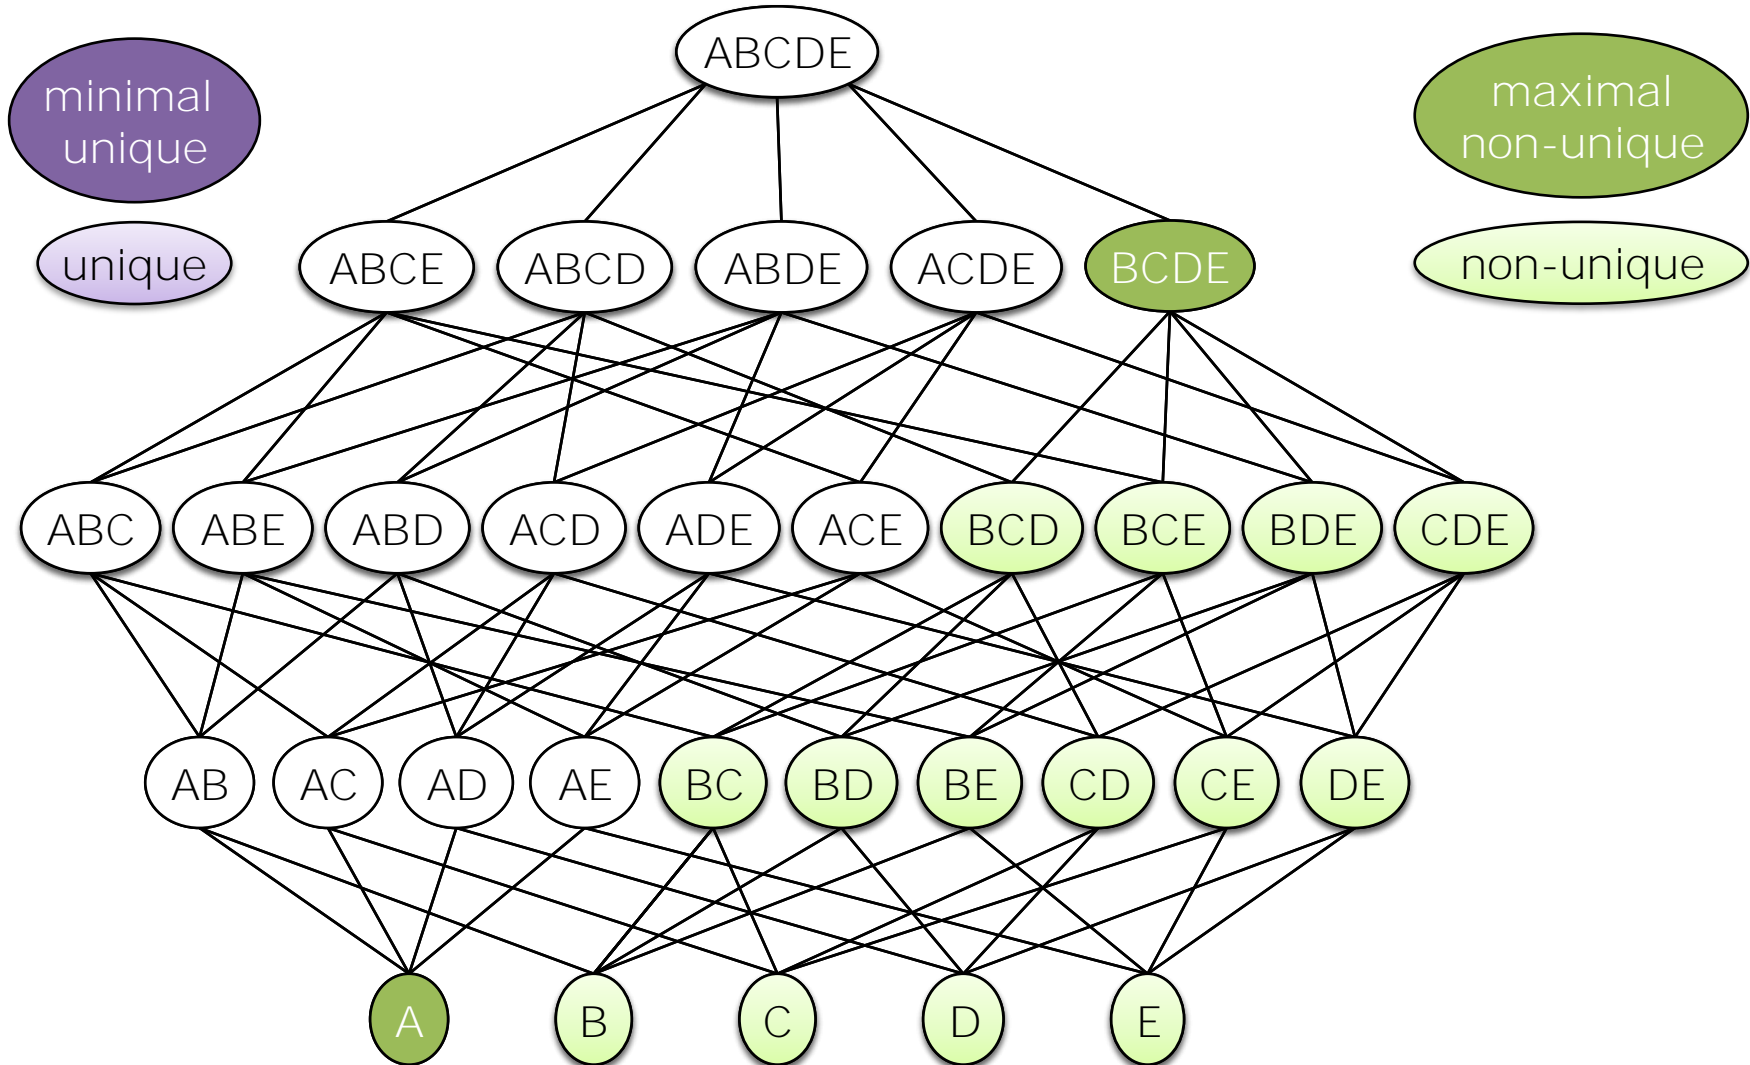 ABCDE
minimal
unique
maximal
non-unique
unique
ABCE ABCD ABDE ACDE BCDE
non-unique
ABC ABE ABD ACD ADE ACE BCD BCE BDE CDE
AB AC AD AE BC BD BE CD CE DE
A B C D E